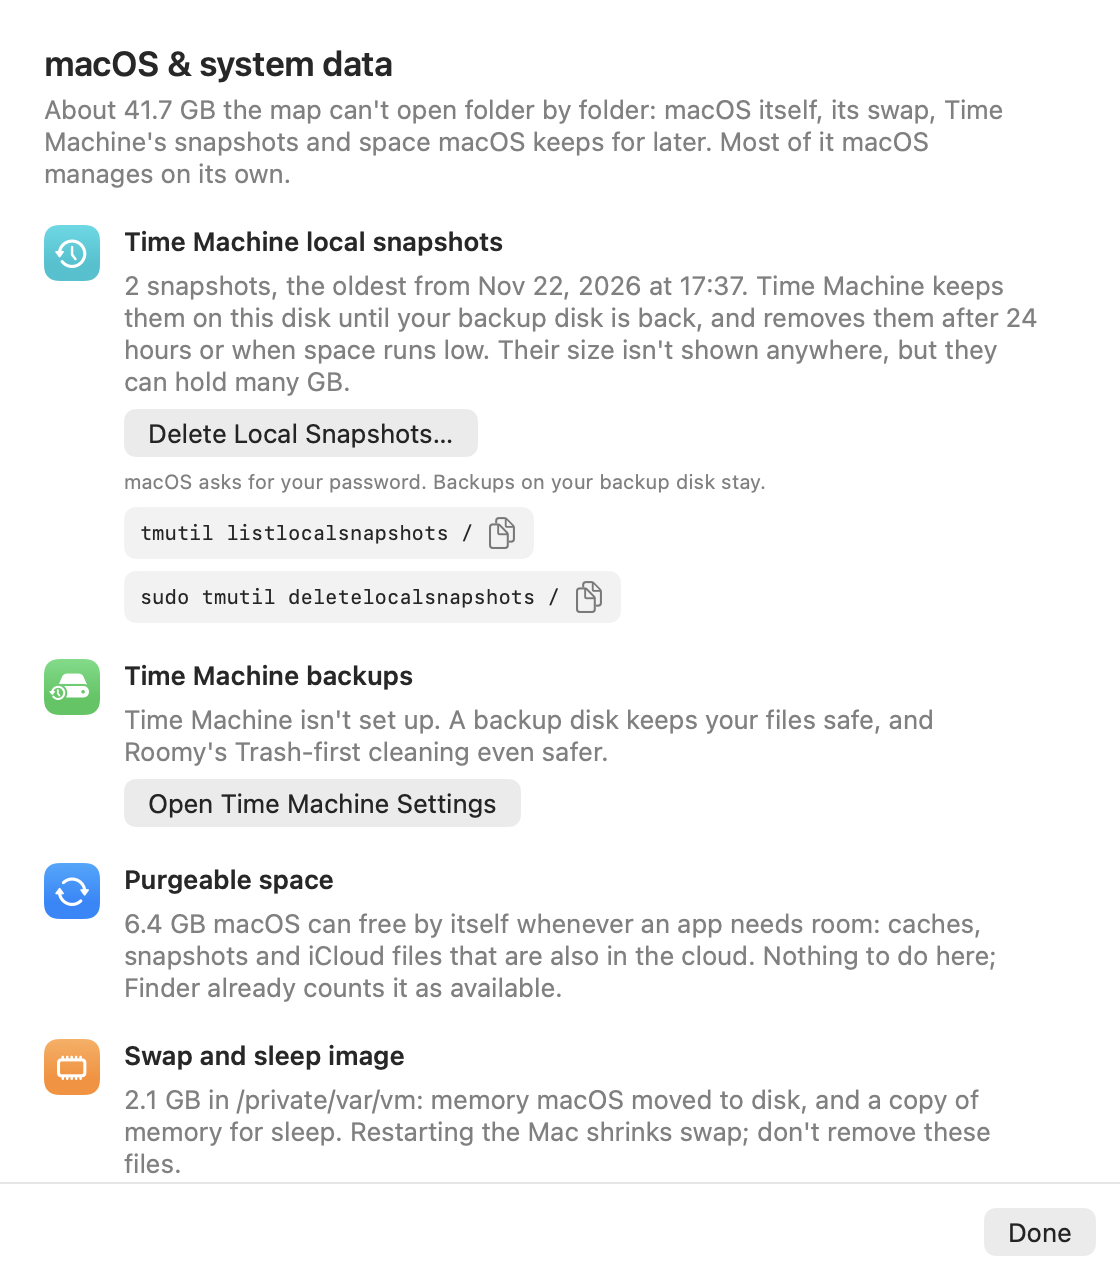 macOS & system data
About 41.7 GB the map can't open folder by folder: macOS itself, its swap, Time
Machine's snapshots and space macOS keeps for later. Most of it macOS
manages on its own.
Time Machine local snapshots
2 snapshots, the oldest from Nov 22, 2026 at 17:37. Time Machine keeps
them on this disk until your backup disk is back, and removes them after 24
hours or when space runs low. Their size isn't shown anywhere, but they
can hold many GB.
Delete Local Snapshots...
macOS asks for your password. Backups on your backup disk stay.
tmutil listlocalsnapshots /
sudo tmutil deletelocalsnapshots /
Time Machine backups
Time Machine isn't set up. A backup disk keeps your files safe, and
Roomy's Trash-first cleaning even safer.
Open Time Machine Settings
Purgeable space
6.4 GB macOS can free by itself whenever an app needs room: caches,
snapshots and iCloud files that are also in the cloud. Nothing to do here;
Finder already counts it as available.
Swap and sleep image
2.1 GB in /private/var/vm: memory macOS moved to disk, and a copy of
memory for sleep. Restarting the Mac shrinks swap; don't remove these
files.
Done